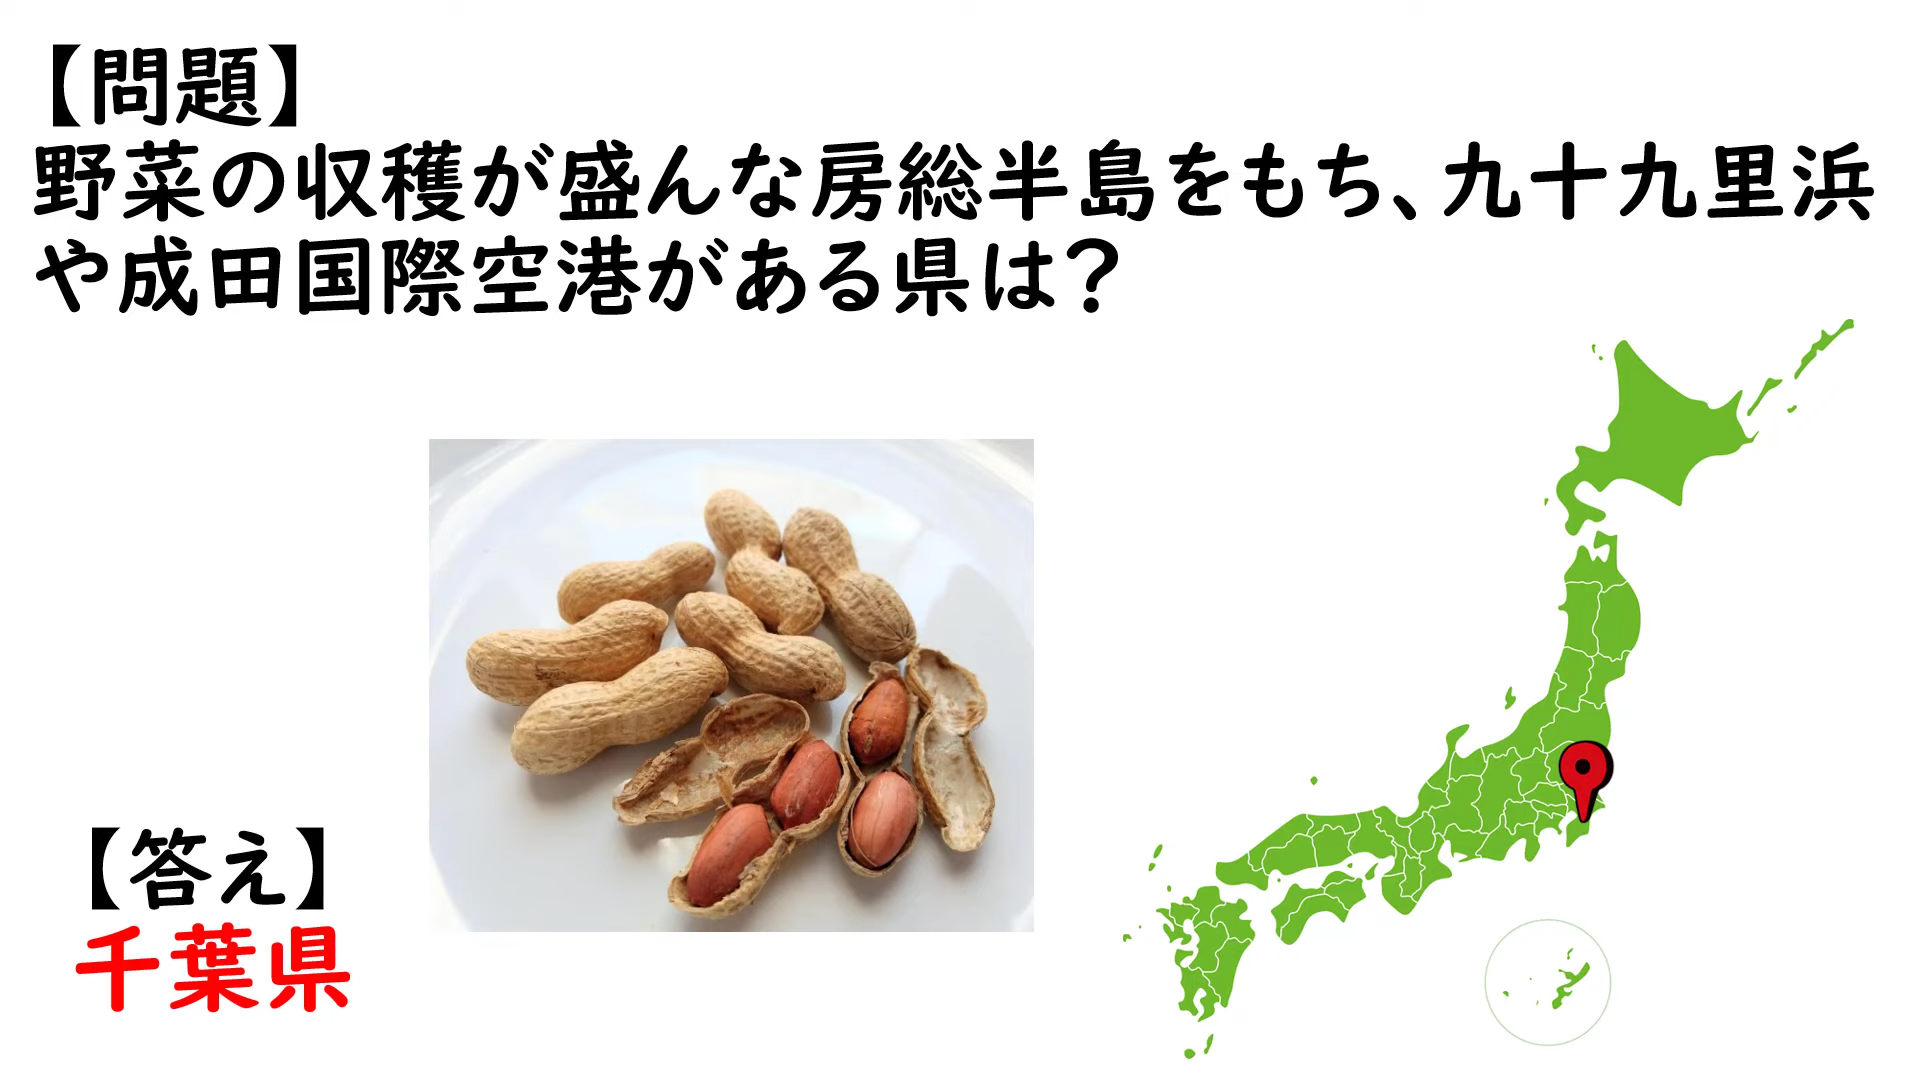 【問題】
野菜の収穫が盛んな房総半島をもち、九十九里浜
や成田国際空港がある県は？
【答え】
千葉県